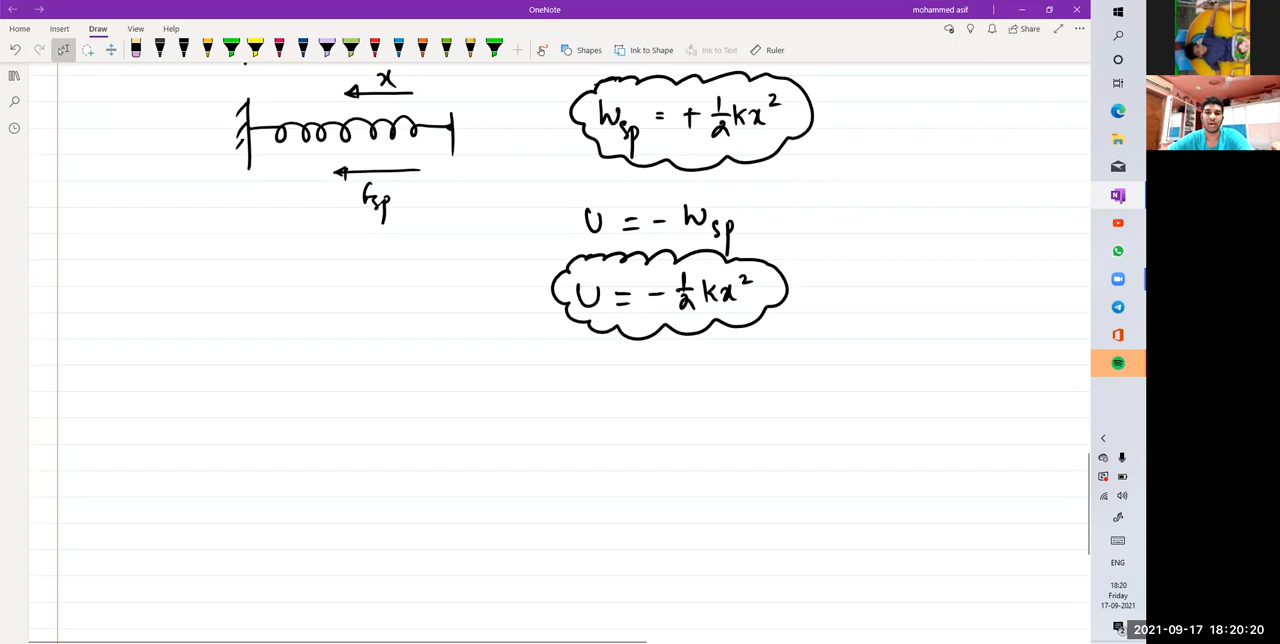 OneNote
mohammed asif
Home
Insert
Draw
View
Help
Share
Shapes
Ink to Shape
Ink to Text
Ruler
x
Fsp
Wsp = + 1/2 kx²
U = - Wsp
U = - 1/2 kx²
ENG
18:20
Friday
17-09-2021
2021-09-17 18:20:20